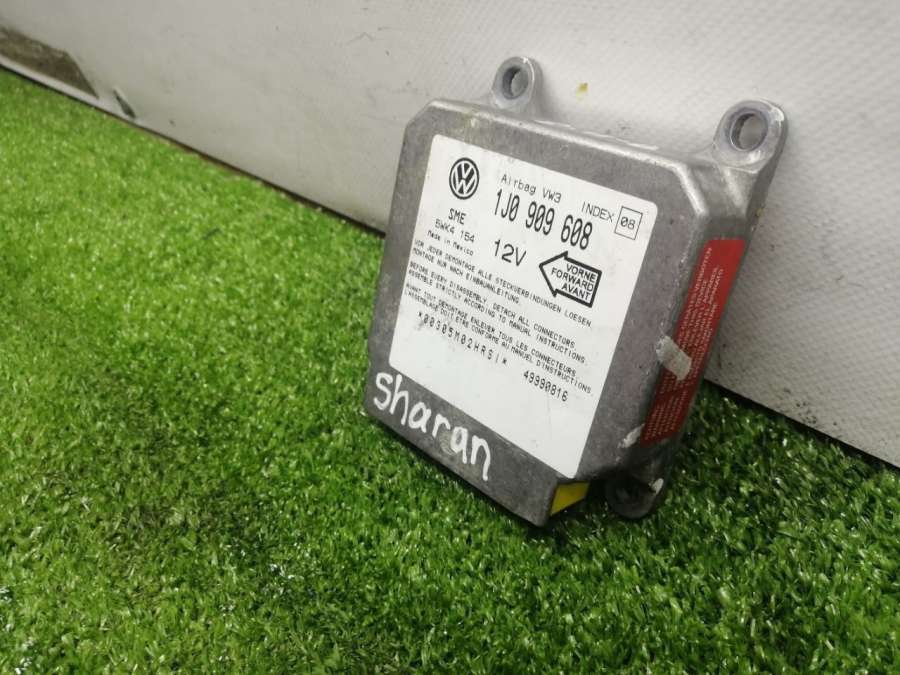 Airbag VW3
1J0 909 608
INDEX 08
SME
5WK4 154
Made in Mexico
12V
VORNE
FORWARD
AVANT
VOR JEDER DEMONTAGE ALLE STECKVERBINDUNGEN LOESEN.
MONTAGE NUR NACH EINBAUANLEITUNG.
BEFORE EVERY DISASSEMBLY, DETACH ALL CONNECTORS.
ASSEMBLE STRICTLY ACCORDING TO MANUAL INSTRUCTIONS.
AVANT TOUT DEMONTAGE ENLEVER TOUS LES CONNECTEURS.
L'ASSEMBLAGE DOIT ETRE CONFORME AU MANUEL D'INSTRUCTIONS.
*00305M02HRSI*
49990816
Sharan